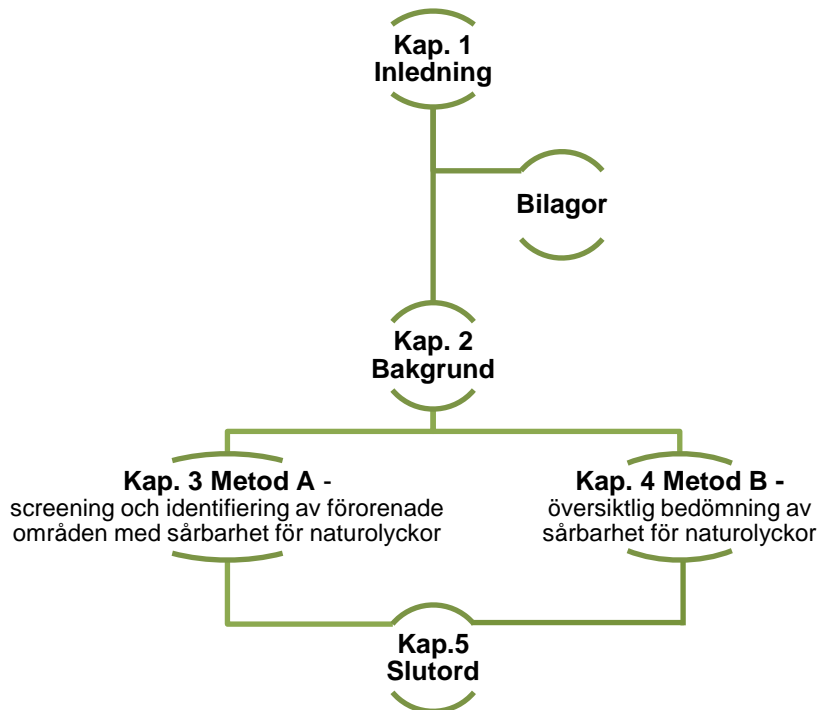 Kap. 1
Inledning
Bilagor
Kap. 2
Bakgrund
Kap. 3 Metod A -
screening och identifiering av förorenade
områden med sårbarhet för naturolyckor
Kap. 4 Metod B -
översiktlig bedömning av
sårbarhet för naturolyckor
Kap.5
Slutord